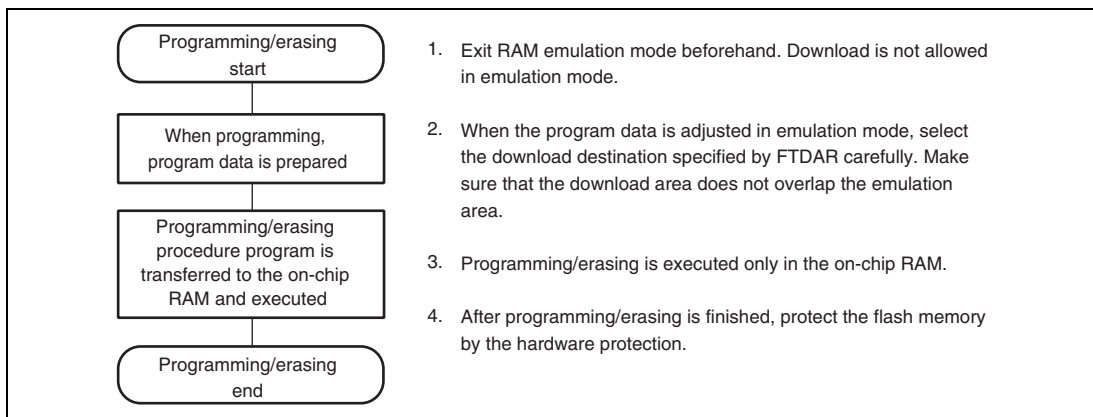 Programming/erasing
start
When programming,
program data is prepared
Programming/erasing
procedure program is
transferred to the on-chip
RAM and executed
Programming/erasing
end
1. Exit RAM emulation mode beforehand. Download is not allowed
in emulation mode.
2. When the program data is adjusted in emulation mode, select
the download destination specified by FTDAR carefully. Make
sure that the download area does not overlap the emulation
area.
3. Programming/erasing is executed only in the on-chip RAM.
4. After programming/erasing is finished, protect the flash memory
by the hardware protection.